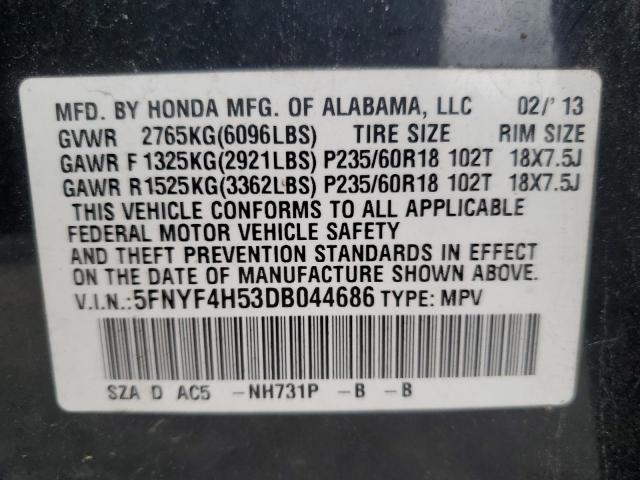 MFD. BY HONDA MFG. OF ALABAMA, LLC 02/'13
GVWR 2765KG(6096LBS) TIRE SIZE RIM SIZE
GAWR F 1325KG(2921LBS) P235/60R18 102T 18X7.5J
GAWR R1525KG(3362LBS) P235/60R18 102T 18X7.5J
THIS VEHICLE CONFORMS TO ALL APPLICABLE
FEDERAL MOTOR VEHICLE SAFETY
AND THEFT PREVENTION STANDARDS IN EFFECT
ON THE DATE OF MANUFACTURE SHOWN ABOVE.
V.I.N.:5FNYF4H53DB044686 TYPE: MPV
SZA D AC5 -NH731P -B -B